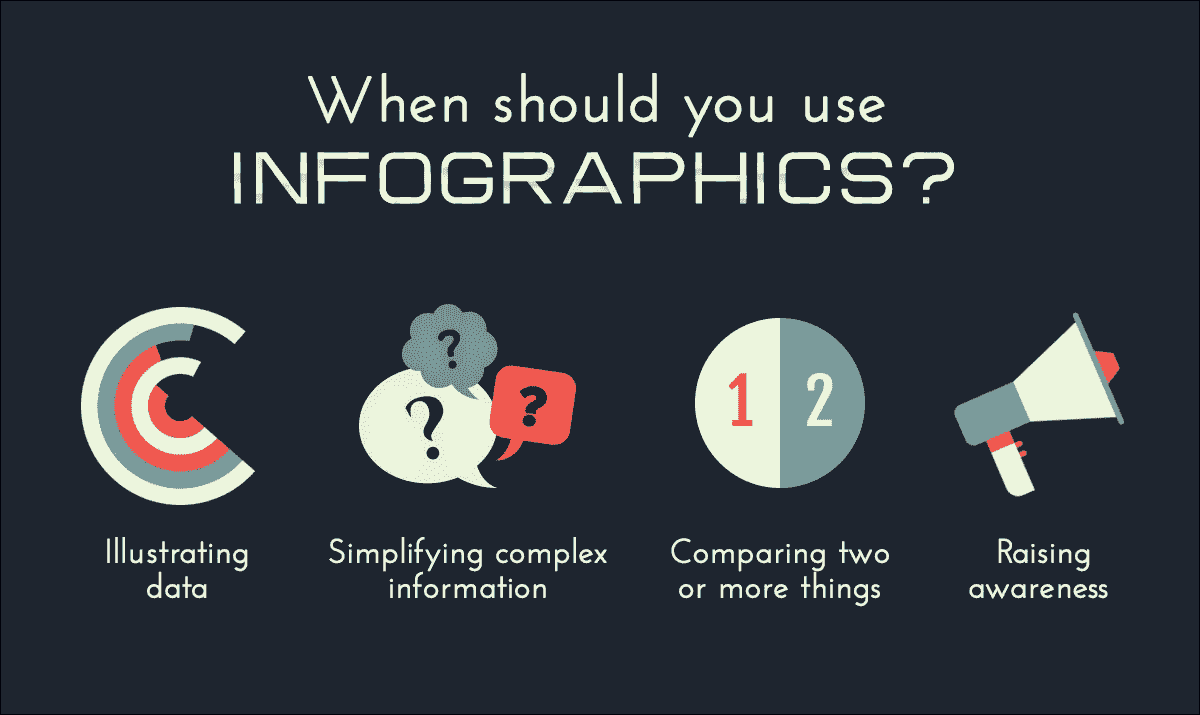 When should you use
INFOGRAPHICS?
?
?
?
1 2
Illustrating
data
Simplifying complex
information
Comparing two
or more things
Raising
awareness